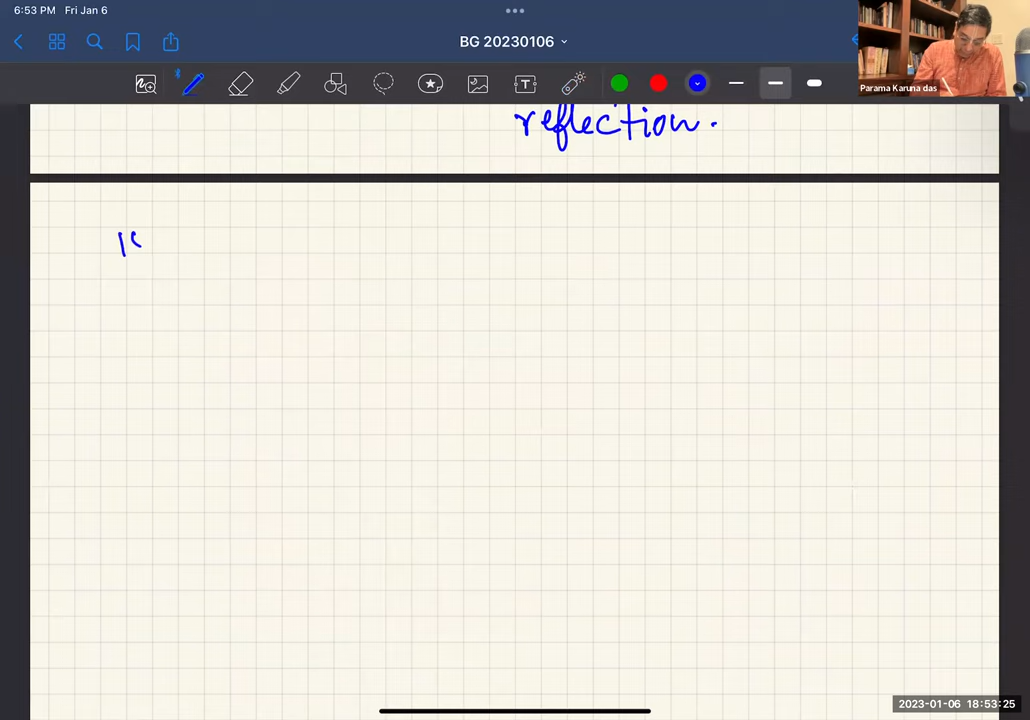 6:53 PM Fri Jan 6
BG 20230106
Parama Karuna das
reflection.
2023-01-06 18:53:25